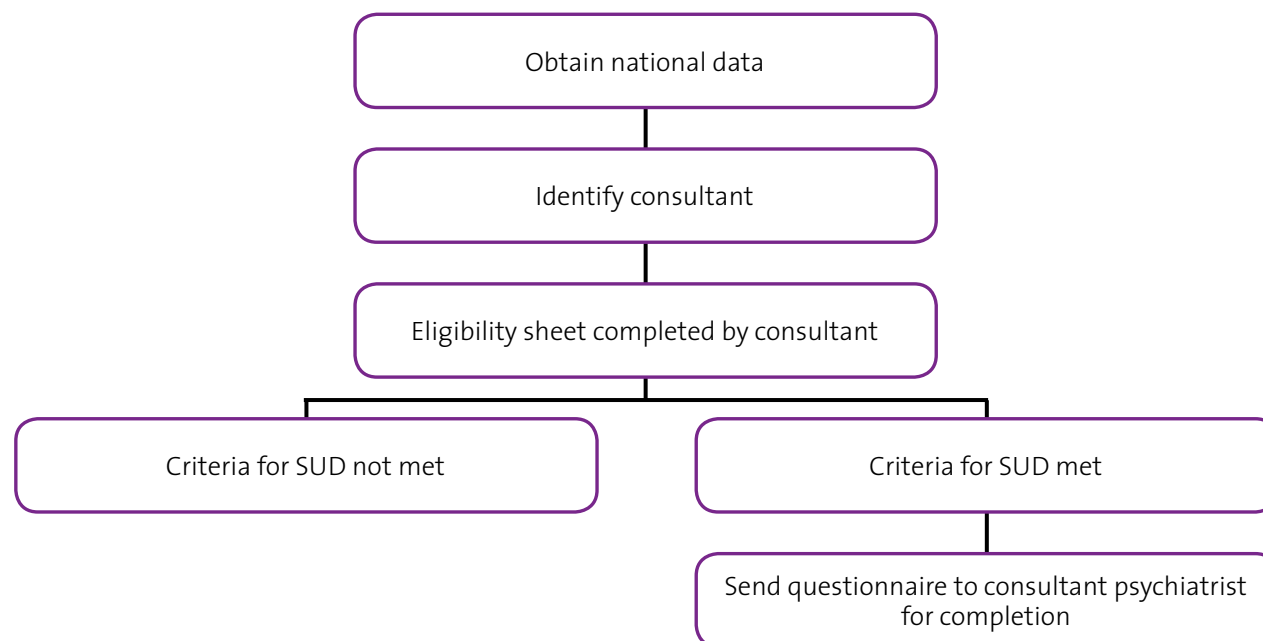 Obtain national data
Identify consultant
Eligibility sheet completed by consultant
Criteria for SUD not met
Criteria for SUD met
Send questionnaire to consultant psychiatrist
for completion